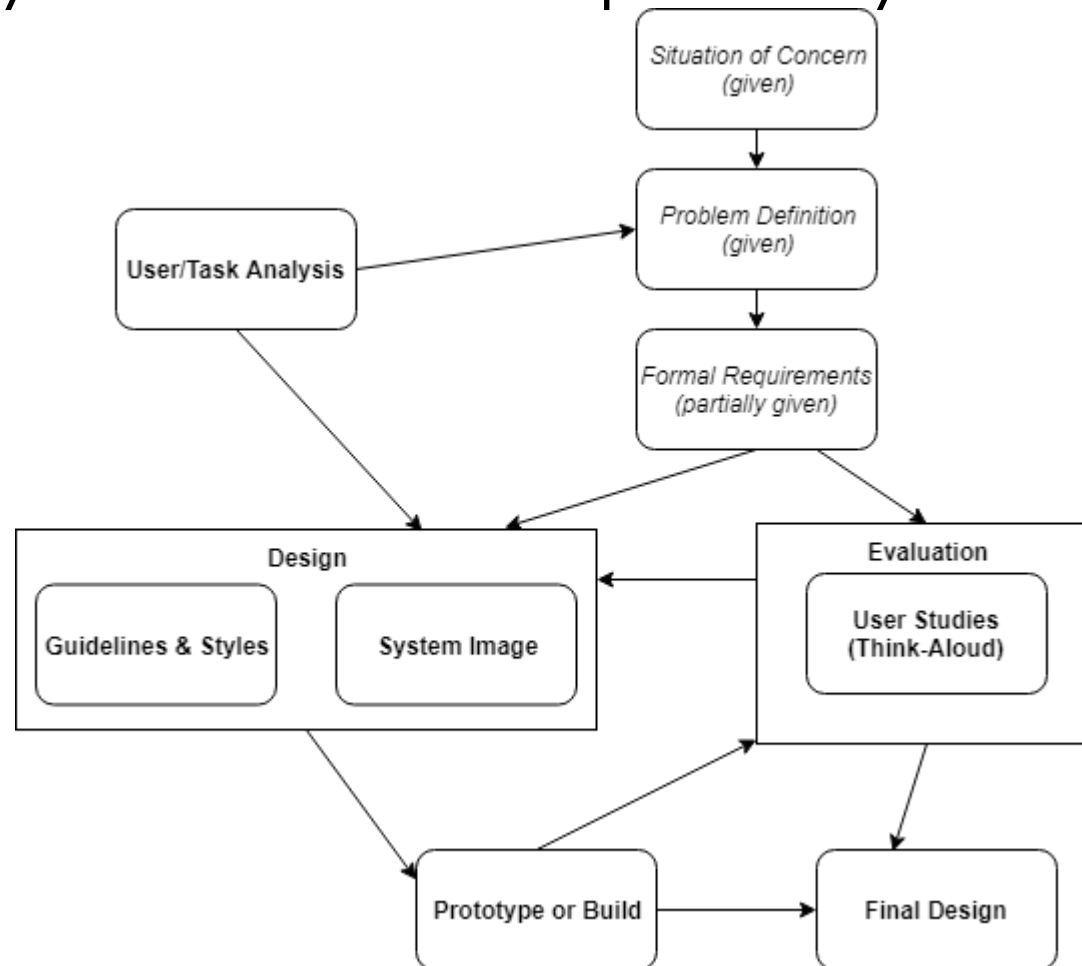 Situation of Concern
(given)
Problem Definition
(given)
User/Task Analysis
Formal Requirements
(partially given)
Design
Guidelines & Styles
System Image
Evaluation
User Studies
(Think-Aloud)
Prototype or Build
Final Design